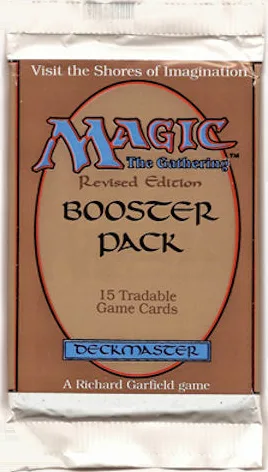 Visit the Shores of Imagination
MAGIC
The Gathering™
Revised Edition
BOOSTER
PACK
15 Tradable
Game Cards
DECKMASTER
A Richard Garfield game